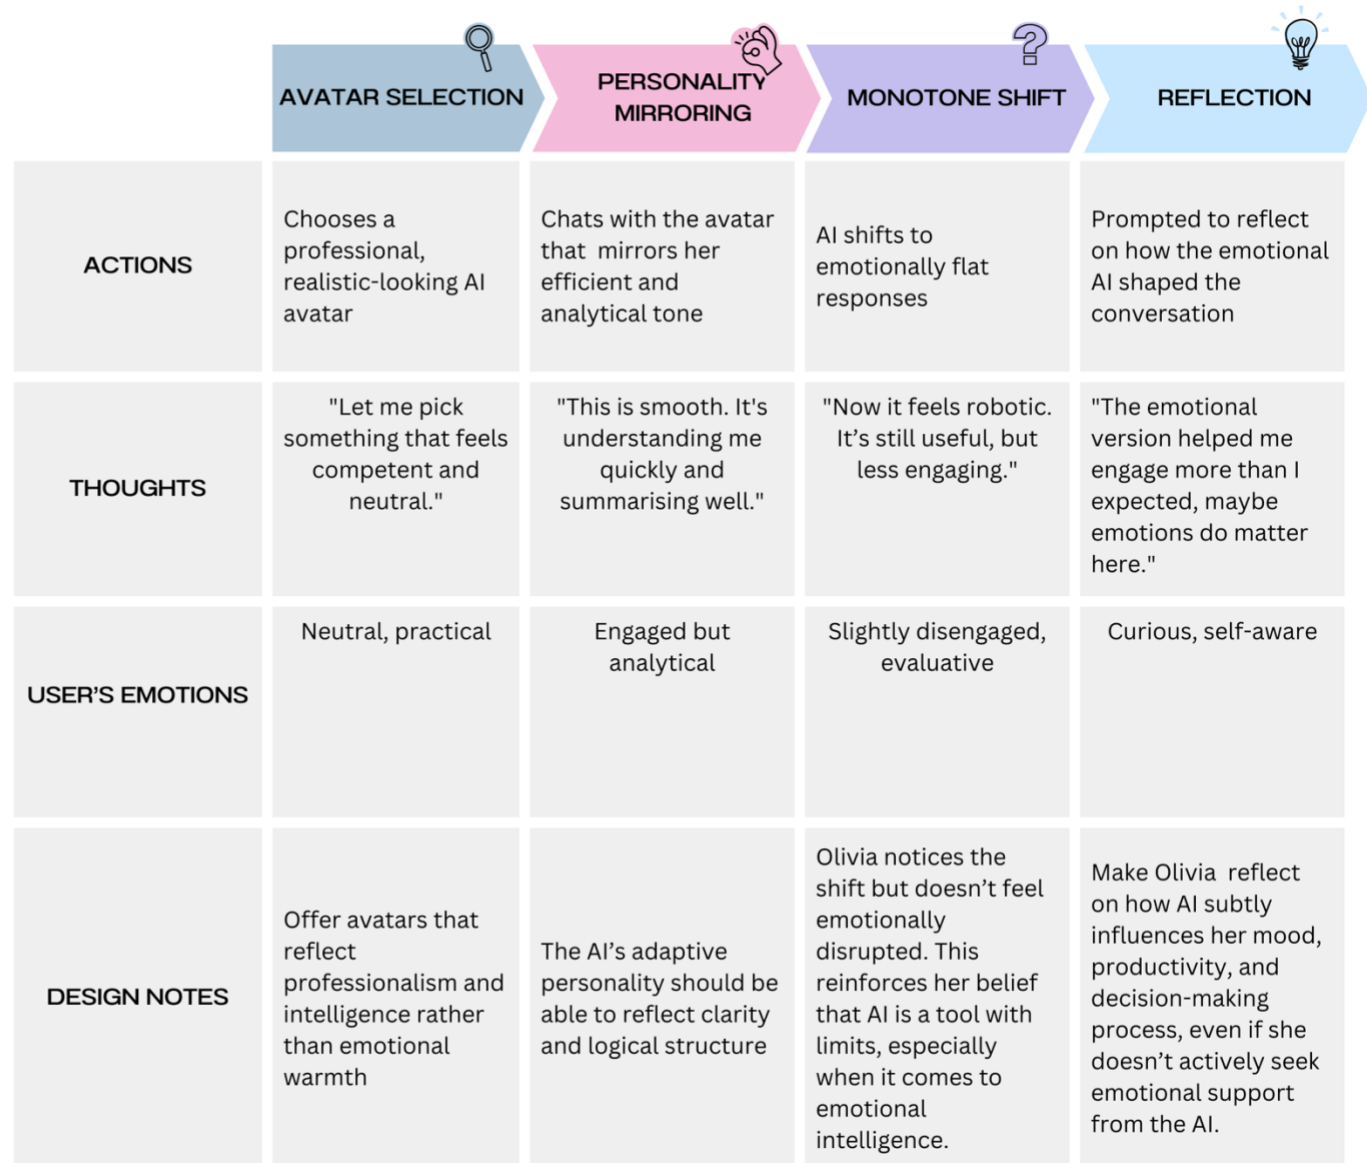 AVATAR SELECTION
PERSONALITY
MIRRORING
MONOTONE SHIFT
REFLECTION
ACTIONS
Chooses a
professional,
realistic-looking AI
avatar
Chats with the avatar
that mirrors her
efficient and
analytical tone
AI shifts to
emotionally flat
responses
Prompted to reflect
on how the emotional
AI shaped the
conversation
THOUGHTS
"Let me pick
something that feels
competent and
neutral."
"This is smooth. It's
understanding me
quickly and
summarising well."
"Now it feels robotic.
It’s still useful, but
less engaging."
"The emotional
version helped me
engage more than I
expected, maybe
emotions do matter
here."
USER’S EMOTIONS
Neutral, practical
Engaged but
analytical
Slightly disengaged,
evaluative
Curious, self-aware
DESIGN NOTES
Offer avatars that
reflect
professionalism and
intelligence rather
than emotional
warmth
The AI’s adaptive
personality should be
able to reflect clarity
and logical structure
Olivia notices the
shift but doesn’t feel
emotionally
disrupted. This
reinforces her belief
that AI is a tool with
limits, especially
when it comes to
emotional
intelligence.
Make Olivia reflect
on how AI subtly
influences her mood,
productivity, and
decision-making
process, even if she
doesn’t actively seek
emotional support
from the AI.